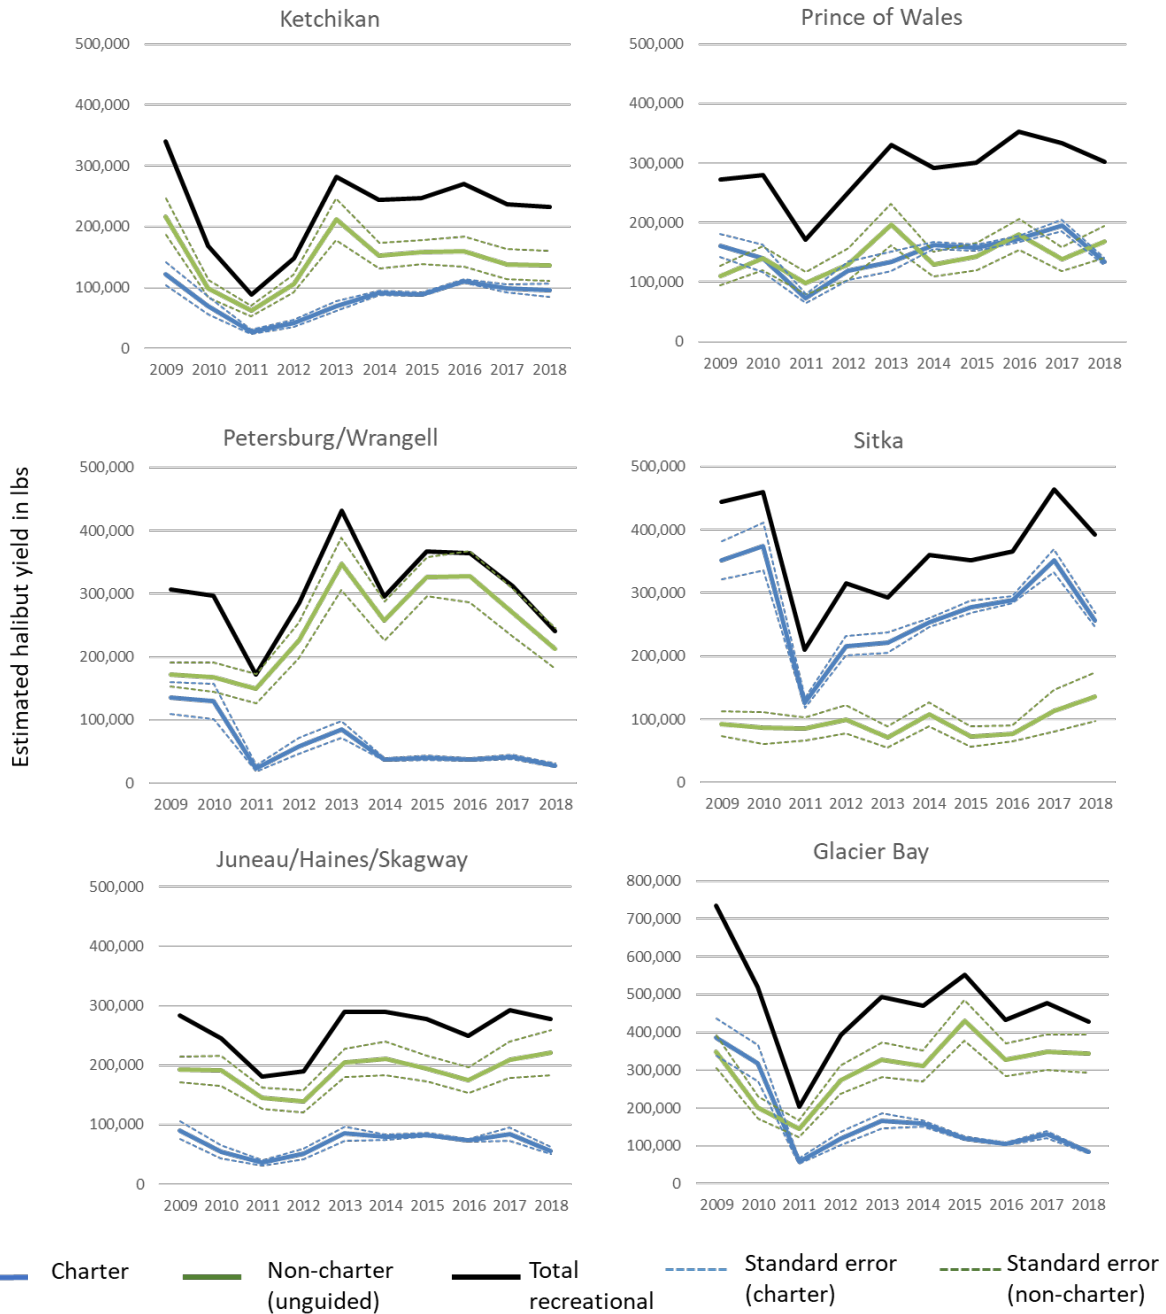 Ketchikan
500,000
400,000
300,000
200,000
100,000
0
2009 2010 2011 2012 2013 2014 2015 2016 2017 2018
Prince of Wales
500,000
400,000
300,000
200,000
100,000
0
2009 2010 2011 2012 2013 2014 2015 2016 2017 2018
Estimated halibut yield in lbs
Petersburg/Wrangell
500,000
400,000
300,000
200,000
100,000
0
2009 2010 2011 2012 2013 2014 2015 2016 2017 2018
Sitka
500,000
400,000
300,000
200,000
100,000
0
2009 2010 2011 2012 2013 2014 2015 2016 2017 2018
Juneau/Haines/Skagway
500,000
400,000
300,000
200,000
100,000
0
2009 2010 2011 2012 2013 2014 2015 2016 2017 2018
Glacier Bay
800,000
700,000
600,000
500,000
400,000
300,000
200,000
100,000
0
2009 2010 2011 2012 2013 2014 2015 2016 2017 2018
Charter
Non-charter
(unguided)
Total
recreational
Standard error
(charter)
Standard error
(non-charter)